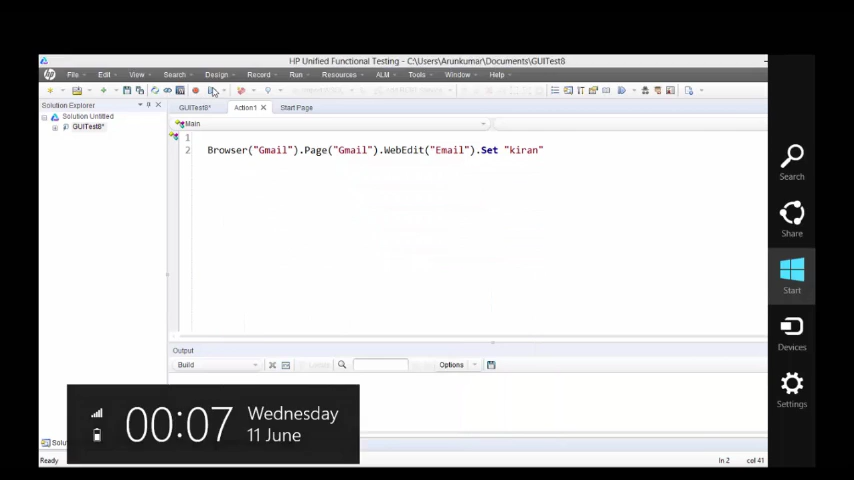 HP Unified Functional Testing - C:\Users\Arunkumar\Documents\GUITest8
File Edit View Search Design Record Run Resources ALM Tools Window Help
Solution Explorer
GUITest8* Action1 Start Page
Solution Untitled
GUITest8*
Main
1
2 Browser("Gmail").Page("Gmail").WebEdit("Email").Set "kiran"
Search
Share
Start
Devices
Settings
Output
Build
Options
00:07 Wednesday
11 June
Solu
Ready
ln 2 cel 41